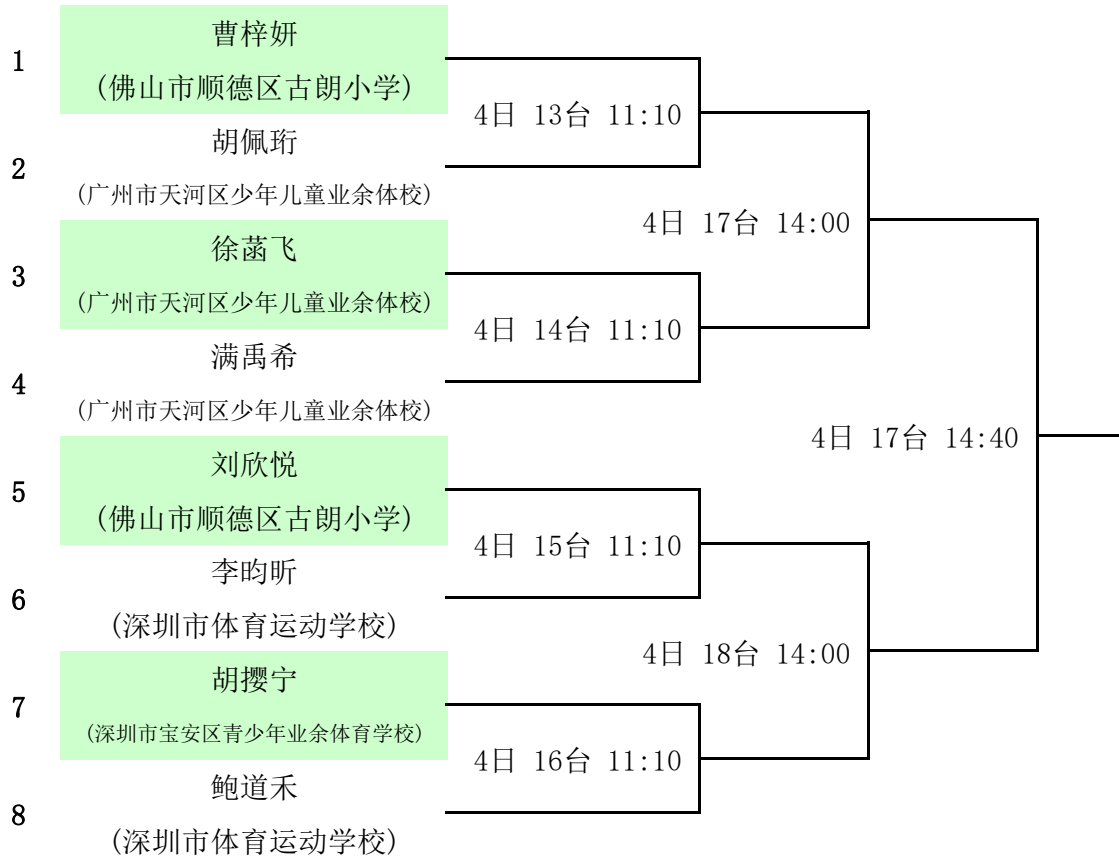 曹梓妍
1
(佛山市顺德区古朗小学)
4日 13台 11:10
胡佩珩
2
(广州市天河区少年儿童业余体校)
4日 17台 14:00
徐菡飞
3
(广州市天河区少年儿童业余体校)
4日 14台 11:10
满禹希
4
(广州市天河区少年儿童业余体校)
4日 17台 14:40
刘欣悦
5
(佛山市顺德区古朗小学)
4日 15台 11:10
李昀昕
6
(深圳市体育运动学校)
4日 18台 14:00
胡撄宁
7
(深圳市宝安区青少年业余体育学校)
4日 16台 11:10
鲍道禾
8
(深圳市体育运动学校)